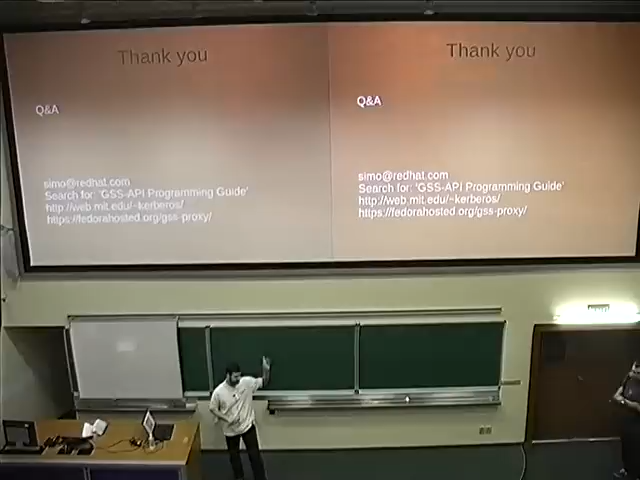 Thank you
Q&A
simo@redhat.com
Search for: 'GSS-API Programming Guide'
http://web.mit.edu/~kerberos/
https://fedorahosted.org/gss-proxy/
Thank you
Q&A
simo@redhat.com
Search for: 'GSS-API Programming Guide'
http://web.mit.edu/~kerberos/
https://fedorahosted.org/gss-proxy/